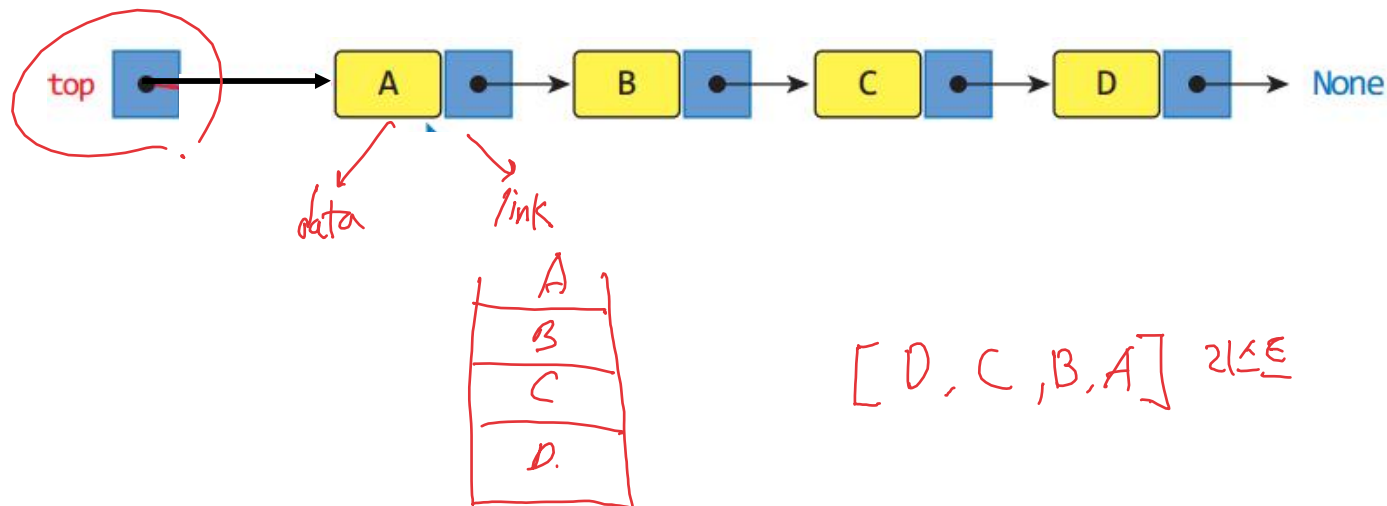 top A B C D None
data link
A
B
C
D.
[D, C, B, A] 리스트